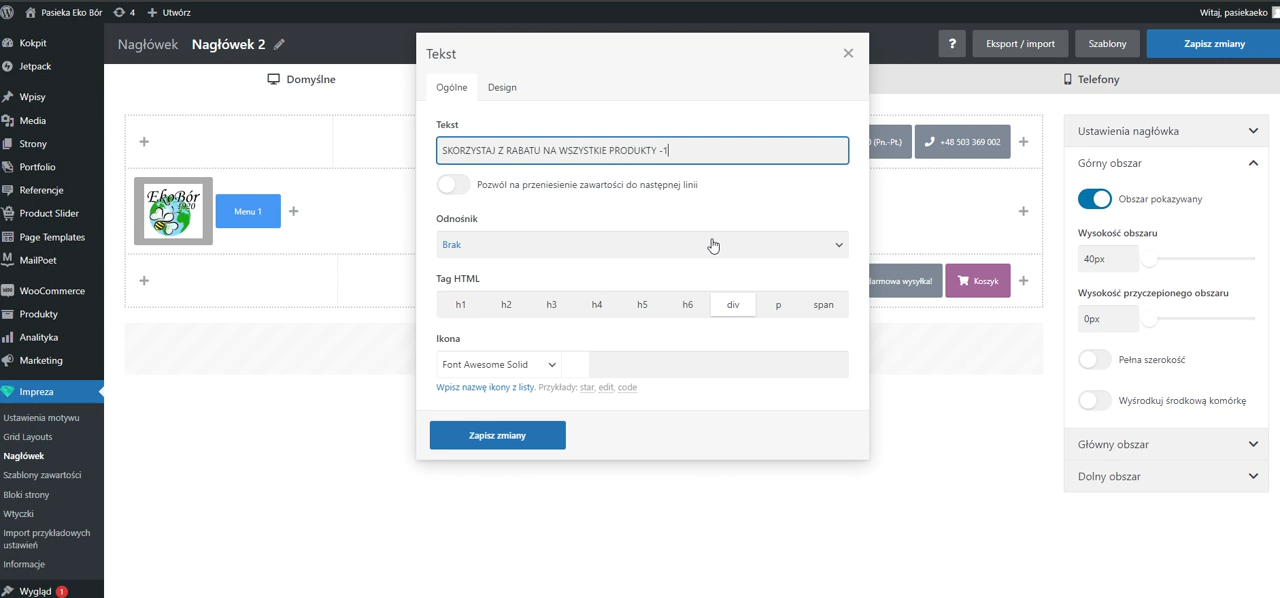 Pasieka Eko Bór 4 Utwórz Witaj, pasiekaeko
Kokpit
Jetpack
Wpisy
Media
Strony
Portfolio
Referencje
Product Slider
Page Templates
MailPoet
WooCommerce
Produkty
Analityka
Marketing
Impreza
Ustawienia motywu
Grid Layouts
Nagłówek
Szablony zawartości
Bloki strony
Wtyczki
Import przykładowych
ustawień
Informacje
Wygląd 1
Nagłówek Nagłówek 2
? Eksport / import Szablony Zapisz zmiany
Domyślne
Telefony
EkoBór
1920
Menu 1
(Pn.-Pt.) +48 503 369 002
darmowa wysyłka! Koszyk
Tekst
Ogólne Design
Tekst
SKORZYSTAJ Z RABATU NA WSZYSTKIE PRODUKTY -1
Pozwól na przeniesienie zawartości do następnej linii
Odnośnik
Brak
Tag HTML
h1 h2 h3 h4 h5 h6 div p span
Ikona
Font Awesome Solid
Wpisz nazwę ikony z listy. Przykłady: star, edit, code
Zapisz zmiany
Ustawienia nagłówka
Górny obszar
Obszar pokazywany
Wysokość obszaru
40px
Wysokość przyczepionego obszaru
0px
Pełna szerokość
Wyśrodkuj środkową komórkę
Główny obszar
Dolny obszar